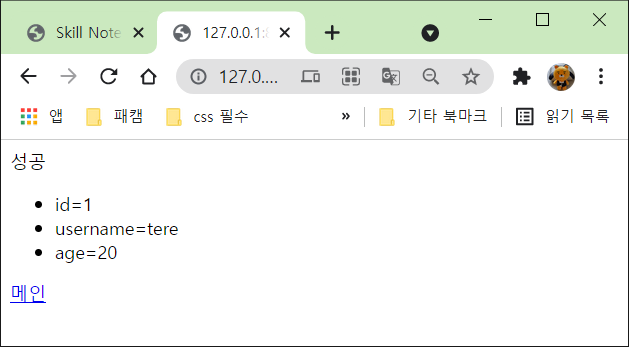 Skill Note
127.0.0.1:
127.0....
앱
패캠
css 필수
»
기타 북마크
읽기 목록
성공
• id=1
• username=tere
• age=20
메인